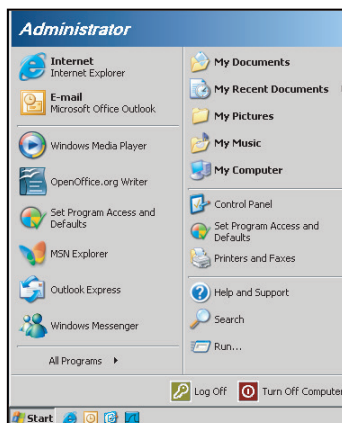 Administrator
Internet
Internet Explorer
E-mail
Microsoft Office Outlook
Windows Media Player
OpenOffice.org Writer
Set Program Access and
Defaults
MSN Explorer
Outlook Express
Windows Messenger
All Programs
My Documents
My Recent Documents
My Pictures
My Music
My Computer
Control Panel
Set Program Access and
Defaults
Printers and Faxes
Help and Support
Search
Run...
Log Off
Turn Off Computer
Start